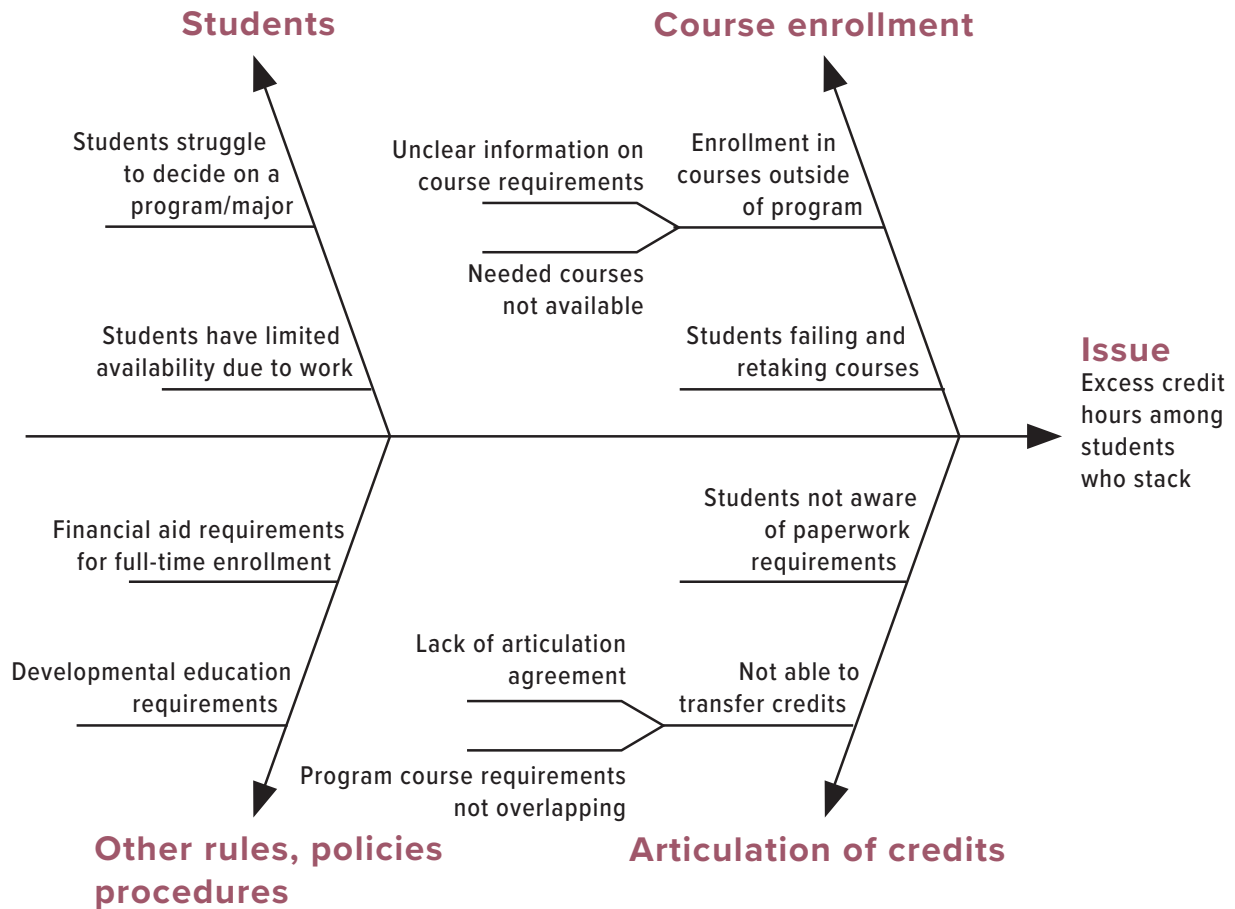 Students
Course enrollment
Students struggle
to decide on a
program/major
Unclear information on
course requirements
Enrollment in
courses outside
of program
Needed courses
not available
Students have limited
availability due to work
Students failing and
retaking courses
Issue
Excess credit
hours among
students
who stack
Financial aid requirements
for full-time enrollment
Students not aware
of paperwork
requirements
Developmental education
requirements
Lack of articulation
agreement
Not able to
transfer credits
Program course requirements
not overlapping
Other rules, policies
procedures
Articulation of credits